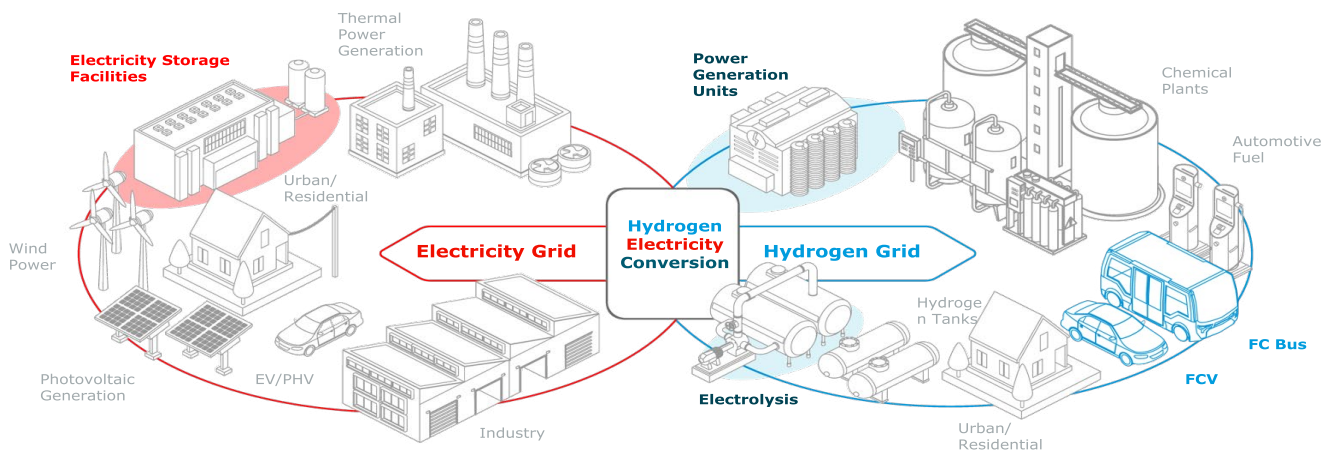 Thermal
Power
Generation
Electricity Storage
Facilities
Urban/
Residential
Wind
Power
Electricity Grid
Photovoltaic
Generation
EV/PHV
Industry
Hydrogen
Electricity
Conversion
Power
Generation
Units
Chemical
Plants
Automotive
Fuel
Hydrogen Grid
Hydroge
n Tanks
FC Bus
FCV
Electrolysis
Urban/
Residential